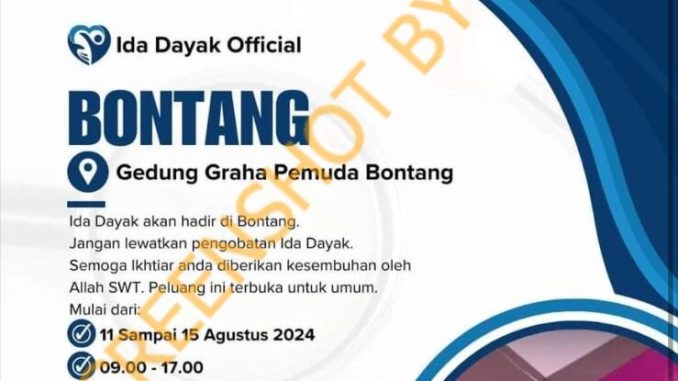 Ida Dayak Official
BONTANG
Gedung Graha Pemuda Bontang
Ida Dayak akan hadir di Bontang.
Jangan lewatkan pengobatan Ida Dayak.
Semoga Ikhtiar anda diberikan kesembuhan oleh
Allah SWT. Peluang ini terbuka untuk umum.
Mulai dari:
11 Sampai 15 Agustus 2024
09.00 - 17.00
REENSHOT BY